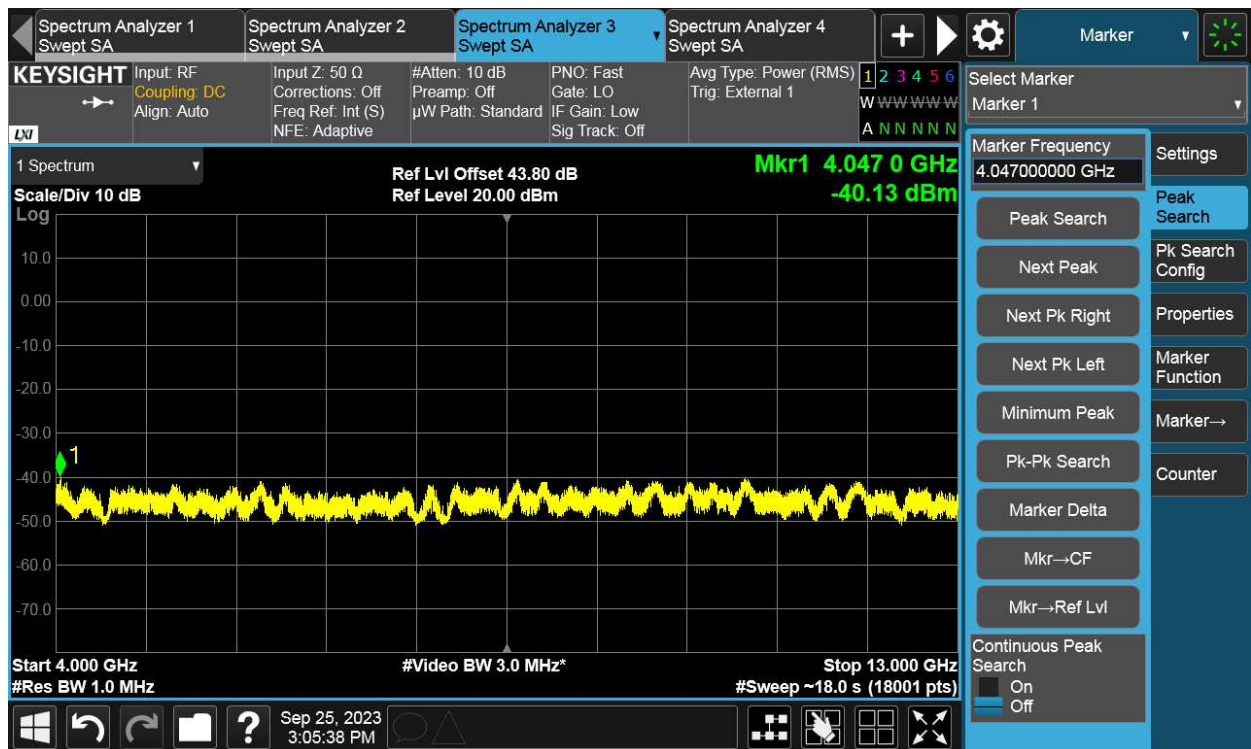 Spectrum Analyzer 1
Swept SA
Spectrum Analyzer 2
Swept SA
Spectrum Analyzer 3
Swept SA
Spectrum Analyzer 4
Swept SA
Marker
KEYSIGHT
LXI
Input: RF
Coupling: DC
Align: Auto
Input Z: 50 Ω
Corrections: Off
Freq Ref: Int (S)
NFE: Adaptive
#Atten: 10 dB
Preamp: Off
µW Path: Standard
PNO: Fast
Gate: LO
IF Gain: Low
Sig Track: Off
Avg Type: Power (RMS)
Trig: External 1
1 2 3 4 5 6
W W W W W W
A N N N N N
Select Marker
Marker 1
1 Spectrum
Scale/Div 10 dB
Log
Ref Lvl Offset 43.80 dB
Ref Level 20.00 dBm
Mkr1 4.047 0 GHz
-40.13 dBm
10.0
0.00
-10.0
-20.0
-30.0
-40.0
-50.0
-60.0
-70.0
1
Start 4.000 GHz
#Res BW 1.0 MHz
#Video BW 3.0 MHz*
Stop 13.000 GHz
#Sweep ~18.0 s (18001 pts)
Marker Frequency
4.047000000 GHz
Peak Search
Next Peak
Next Pk Right
Next Pk Left
Minimum Peak
Pk-Pk Search
Marker Delta
Mkr→CF
Mkr→Ref Lvl
Continuous Peak
Search
On
Off
Settings
Peak
Search
Pk Search
Config
Properties
Marker
Function
Marker→
Counter
?
Sep 25, 2023
3:05:38 PM